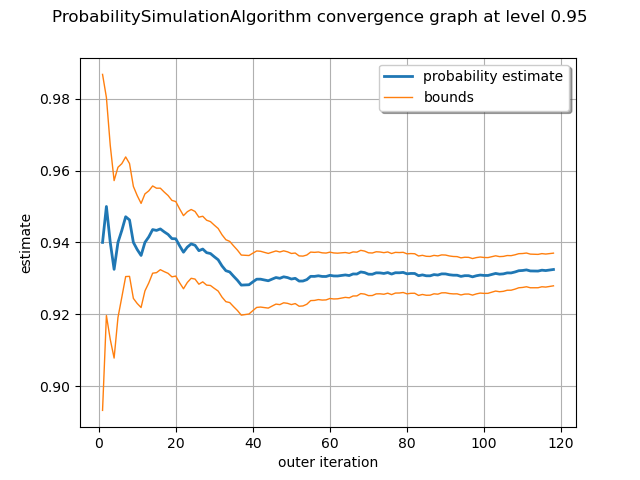 ProbabilitySimulationAlgorithm convergence graph at level 0.95
probability estimate
bounds
0.98
0.96
0.94
0.92
0.90
estimate
0 20 40 60 80 100 120
outer iteration